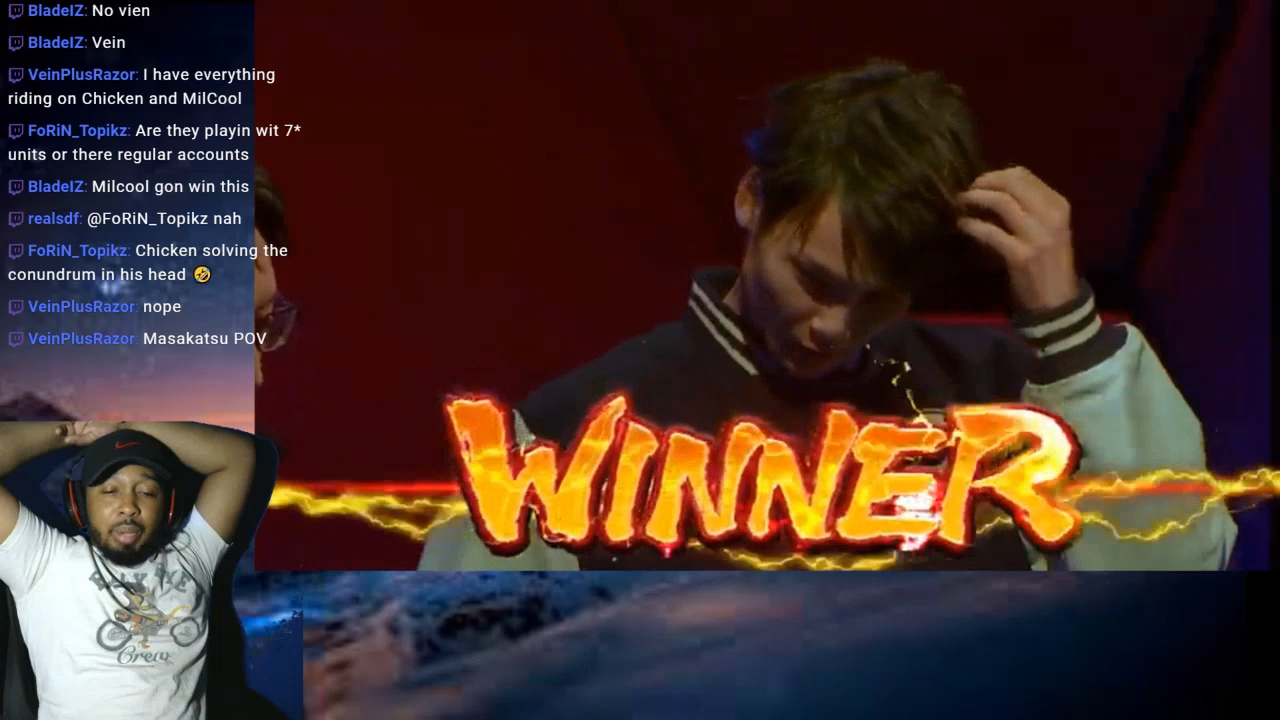 BladeIZ: No vien
BladeIZ: Vein
VeinPlusRazor: I have everything
riding on Chicken and MilCool
FoRiN_Topikz: Are they playin wit 7*
units or there regular accounts
BladeIZ: Milcool gon win this
realsdf: @FoRiN_Topikz nah
FoRiN_Topikz: Chicken solving the
conundrum in his head 🤣
VeinPlusRazor: nope
VeinPlusRazor: Masakatsu POV
WINNER
Crew